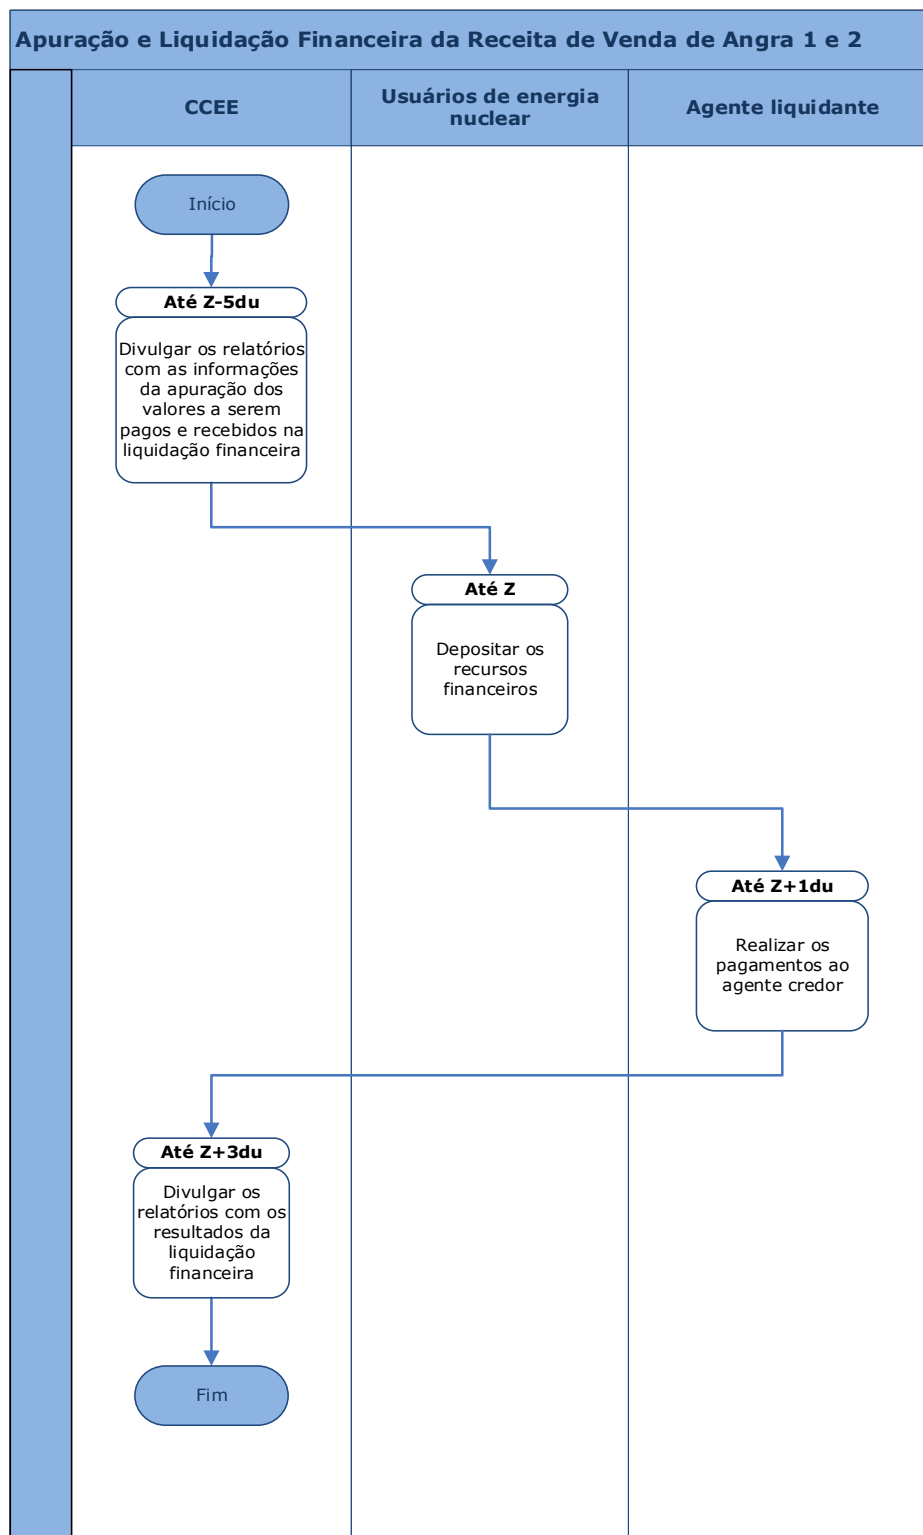 Apuração e Liquidação Financeira da Receita de Venda de Angra 1 e 2
CCEE
Usuários de energia
nuclear
Agente liquidante
Início
Até Z-5du
Divulgar os relatórios
com as informações
da apuração dos
valores a serem
pagos e recebidos na
liquidação financeira
Até Z
Depositar os
recursos
financeiros
Até Z+1du
Realizar os
pagamentos ao
agente credor
Até Z+3du
Divulgar os
relatórios com os
resultados da
liquidação
financeira
Fim